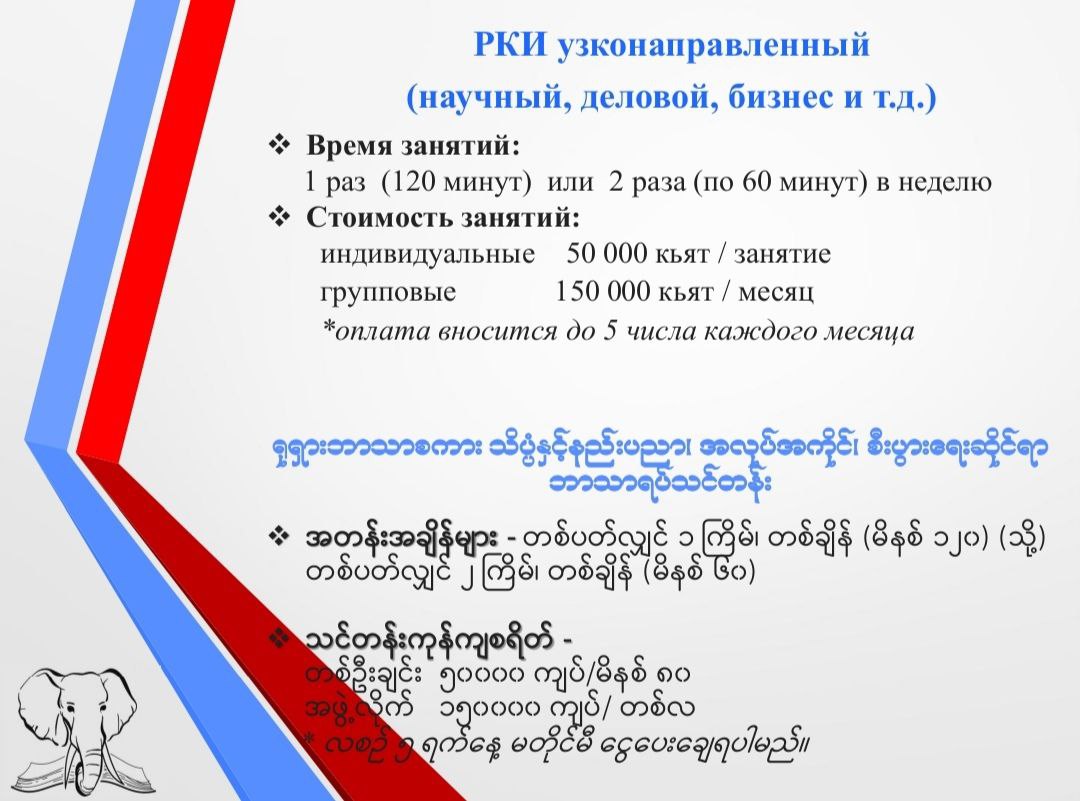 РКИ узконаправленный
(научный, деловой, бизнес и т.д.)
❖ Время занятий:
1 раз (120 минут) или 2 раза (по 60 минут) в неделю
❖ Стоимость занятий:
индивидуальные 50 000 кьят / занятие
групповые 150 000 кьят / месяц
*оплата вносится до 5 числа каждого месяца
ရုရှားဘာသာစကား သိပ္ပံနှင့်နည်းပညာ၊ အလုပ်အကိုင်၊ စီးပွားရေးဆိုင်ရာ
ဘာသာရပ်သင်တန်း
❖ အတန်းအချိန်များ - တစ်ပတ်လျှင် ၁ ကြိမ်၊ တစ်ချိန် (မိနစ် ၁၂၀) (သို့)
တစ်ပတ်လျှင် ၂ ကြိမ်၊ တစ်ချိန် (မိနစ် ၆၀)
❖ သင်တန်းကုန်ကျစရိတ် -
တစ်ဦးချင်း ၅၀၀၀၀ ကျပ်/မိနစ် ၈၀
အဖွဲ့လိုက် ၁၅၀၀၀၀ ကျပ်/ တစ်လ
* လစဉ် ၅ ရက်နေ့ မတိုင်မီ ငွေပေးချေရပါမည်။